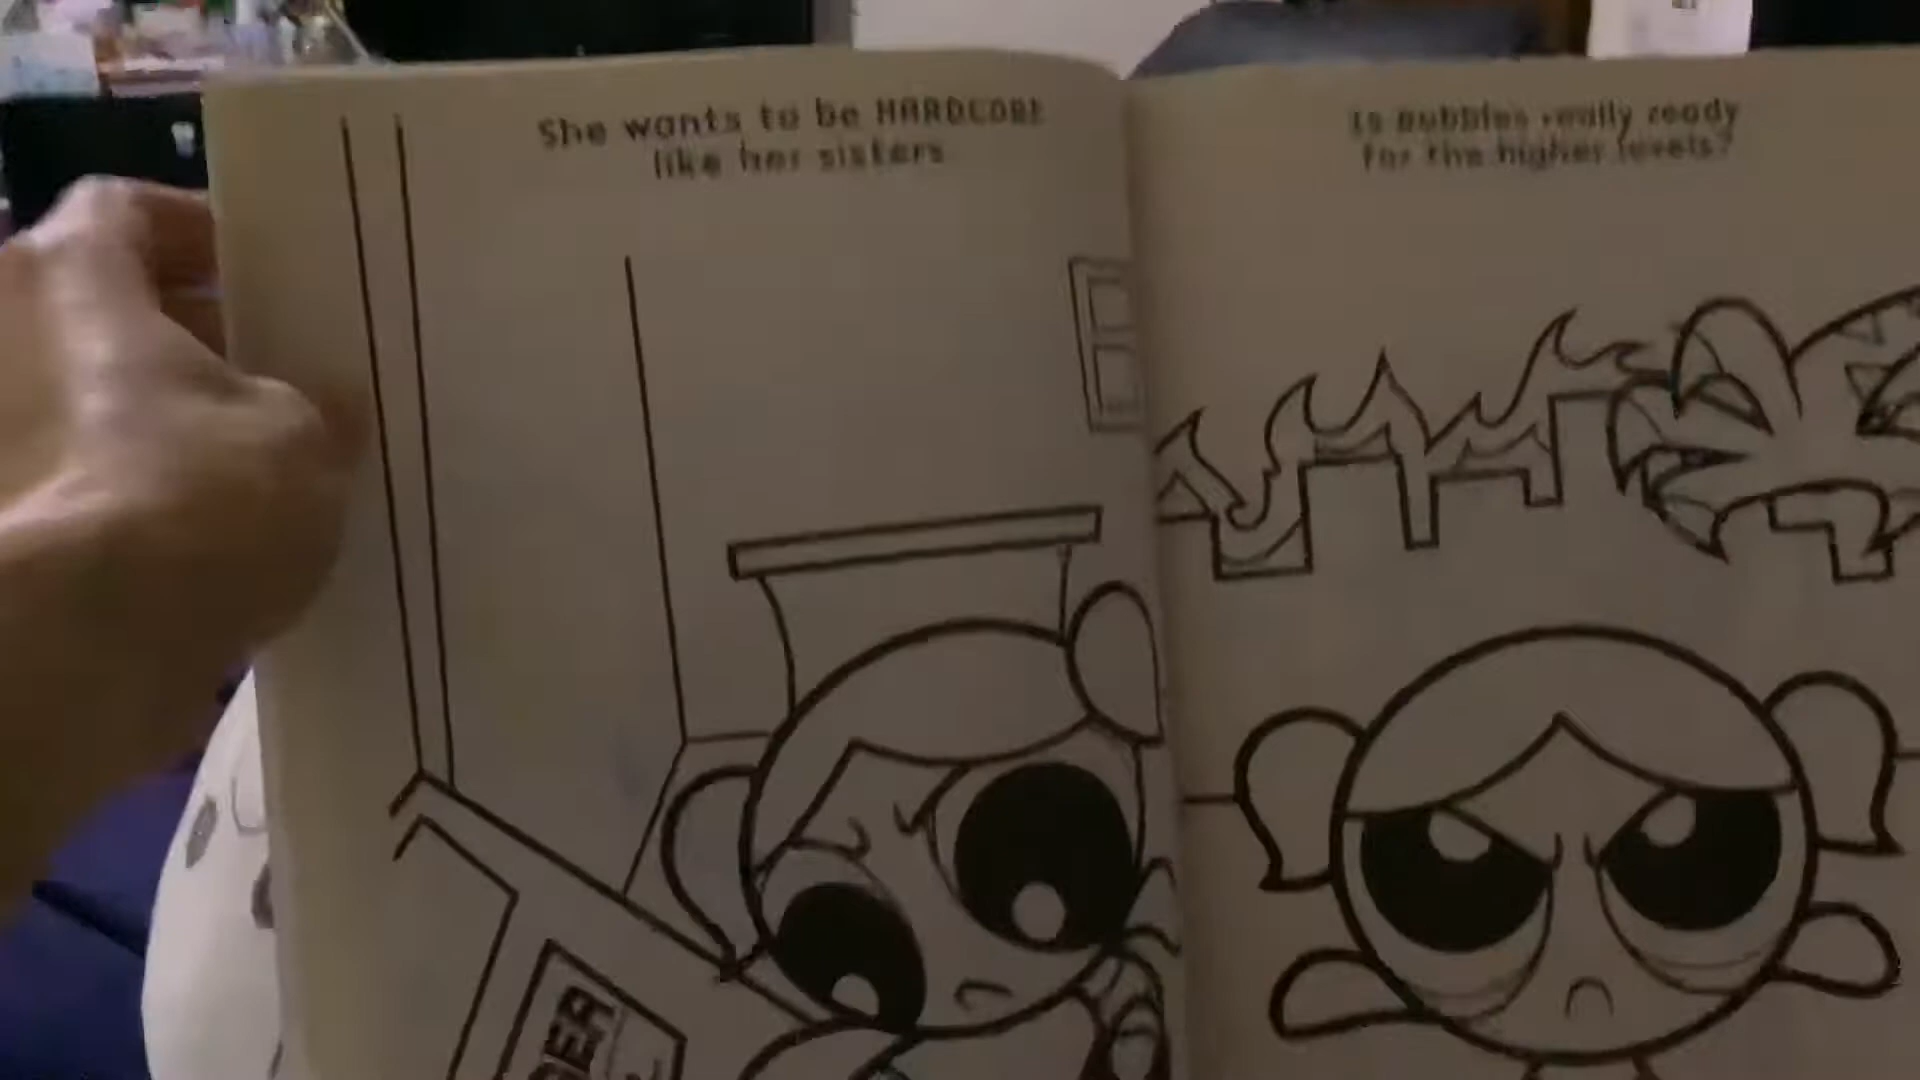 She wants to be HARDCORE
like her sisters.
Is Bubbles really ready
for the higher levels?